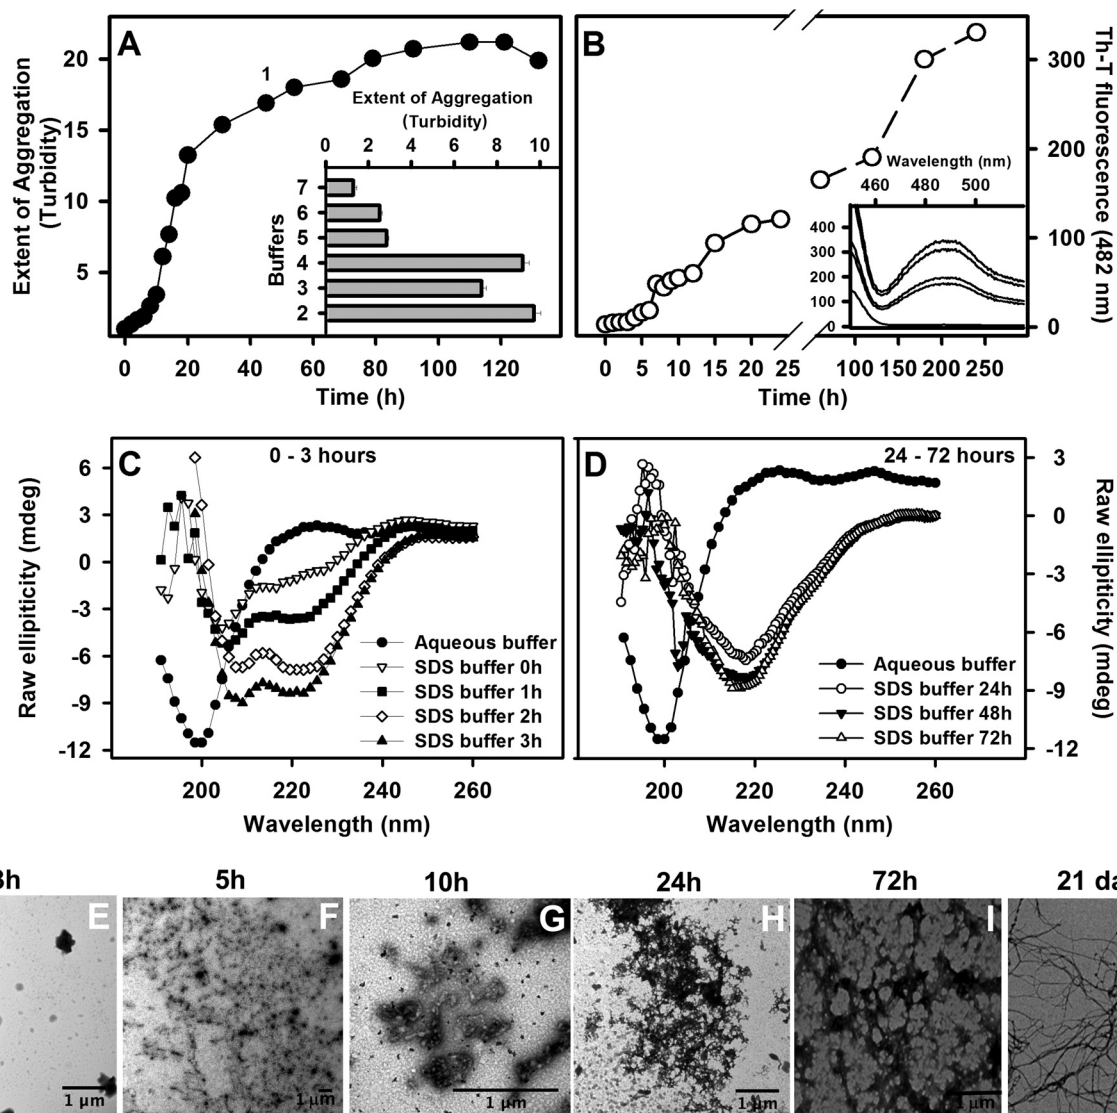 A
Extent of Aggregation
(Turbidity)
20
15
10
5
1
Extent of Aggregation
(Turbidity)
0 2 4 6 8 10
Buffers
7
6
5
4
3
2
0 20 40 60 80 100 120
Time (h)
B
Th-T fluorescence (482 nm)
300
200
100
0
Wavelength (nm)
460 480 500
400
300
200
100
0
0 5 10 15 20 25 100 150 200 250
Time (h)
C
0 - 3 hours
Raw ellipiticity (mdeg)
6
3
0
-3
-6
-9
-12
Aqueous buffer
SDS buffer 0h
SDS buffer 1h
SDS buffer 2h
SDS buffer 3h
200 220 240 260
Wavelength (nm)
D
24 - 72 hours
Raw ellipiticity (mdeg)
3
0
-3
-6
-9
-12
Aqueous buffer
SDS buffer 24h
SDS buffer 48h
SDS buffer 72h
200 220 240 260
Wavelength (nm)
5h 10h 24h 72h 21
E F G H I
1 µm 1 µm 1 µm 1 µm 1 µm